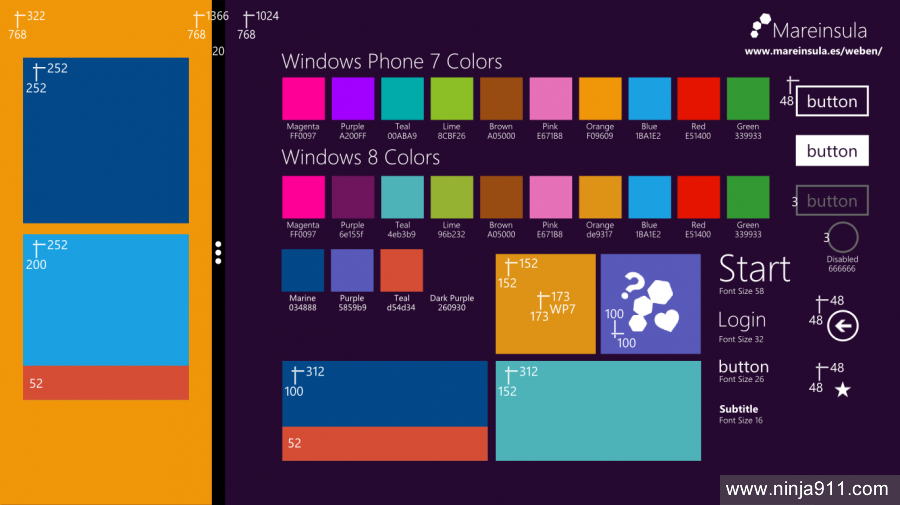 322
768
1366
768
20
1024
768
Mareinsula
www.mareinsula.es/weben/
252
252
252
200
52
Windows Phone 7 Colors
Magenta Purple Teal Lime Brown Pink Orange Blue Red Green
FF0097 A200FF 00ABA9 8CBF26 A05000 E671B8 F09609 1BA1E2 E51400 339933
Windows 8 Colors
Magenta Purple Teal Lime Brown Pink Orange Blue Red Green
FF0097 6e155f 4eb3b9 96b232 A05000 E671B8 de9317 1BA1E2 E51400 339933
Marine Purple Teal Dark Purple
034888 5859b9 d54d34 260930
152
152
173
173 WP7
100
100
312
100
52
312
152
48
button
button
3
button
3
Disabled
666666
Start
Font Size 58
Login
Font Size 32
button
Font Size 26
Subtitle
Font Size 16
48
48
48
48
www.ninja911.com